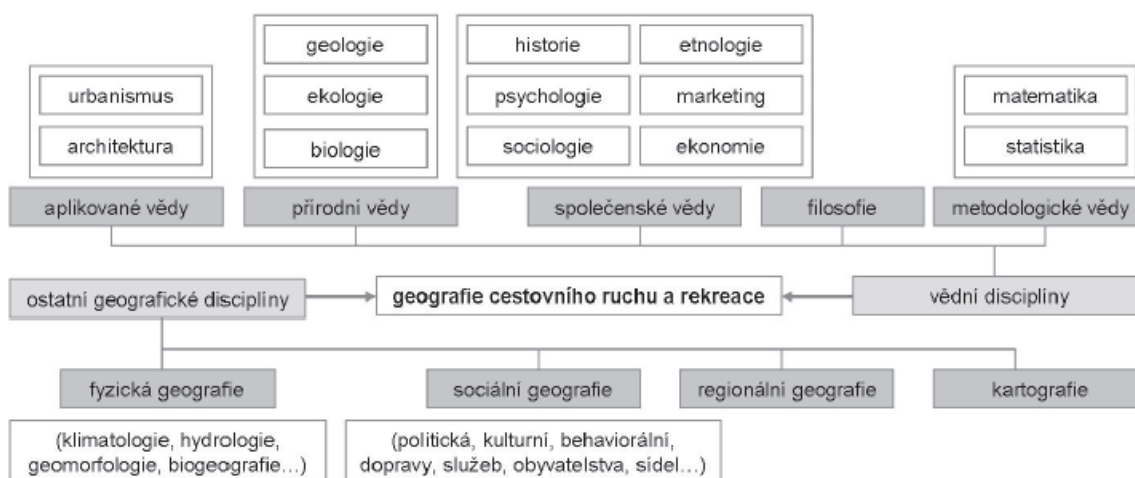 geologie
historie
etnologie
urbanismus
ekologie
psychologie
marketing
matematika
architektura
biologie
sociologie
ekonomie
statistika
aplikované vědy
přírodní vědy
společenské vědy
filosofie
metodologické vědy
ostatní geografické disciplíny
geografie cestovního ruchu a rekreace
vědní disciplíny
fyzická geografie
sociální geografie
regionální geografie
kartografie
(klimatologie, hydrologie,
geomorfologie, biogeografie...)
(politická, kulturní, behaviorální,
dopravy, služeb, obyvatelstva, sídel...)